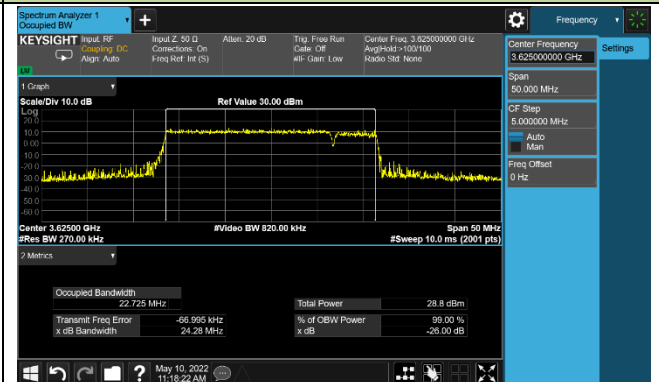 Spectrum Analyzer 1
Occupied BW
+
Frequency
KEYSIGHT
Input: RF
Coupling: DC
Align: Auto
Input Z: 50 Ω
Corrections: On
Freq Ref: Int (S)
Atten: 20 dB
Trig: Free Run
Gate: Off
#IF Gain: Low
Center Freq: 3.625000000 GHz
Avg|Hold:>100/100
Radio Std: None
LW
Center Frequency
3.625000000 GHz
Settings
Span
50.000 MHz
CF Step
5.000000 MHz
Auto
Man
Freq Offset
0 Hz
1 Graph
Scale/Div 10.0 dB
Ref Value 30.00 dBm
Log
20.0
10.0
0.00
-10.0
-20.0
-30.0
-40.0
-50.0
-60.0
Center 3.62500 GHz
#Video BW 820.00 kHz
Span 50 MHz
#Res BW 270.00 kHz
#Sweep 10.0 ms (2001 pts)
2 Metrics
Occupied Bandwidth
22.725 MHz
Total Power 28.8 dBm
Transmit Freq Error -66.995 kHz
% of OBW Power 99.00 %
x dB Bandwidth 24.28 MHz
x dB -26.00 dB
?
May 10, 2022
11:18:22 AM